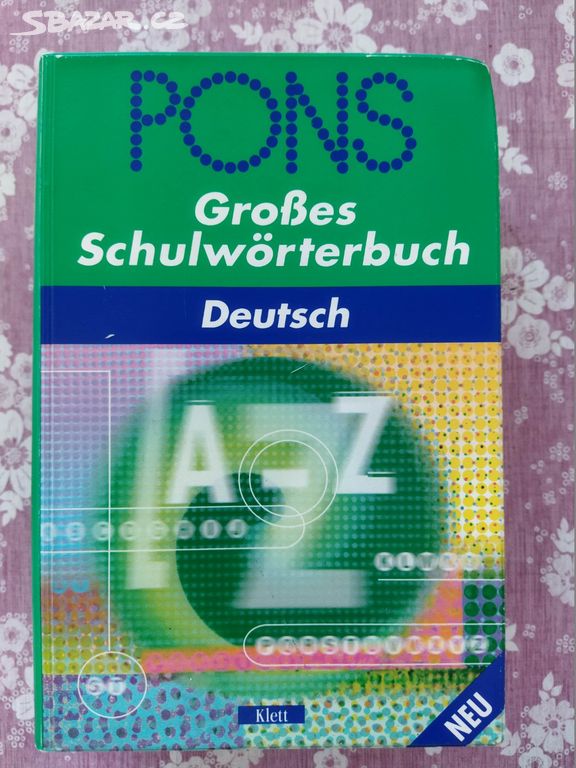 SBAZAR.CZ
PONS
Großes
Schulwörterbuch
Deutsch
A-Z
Klett
NEU